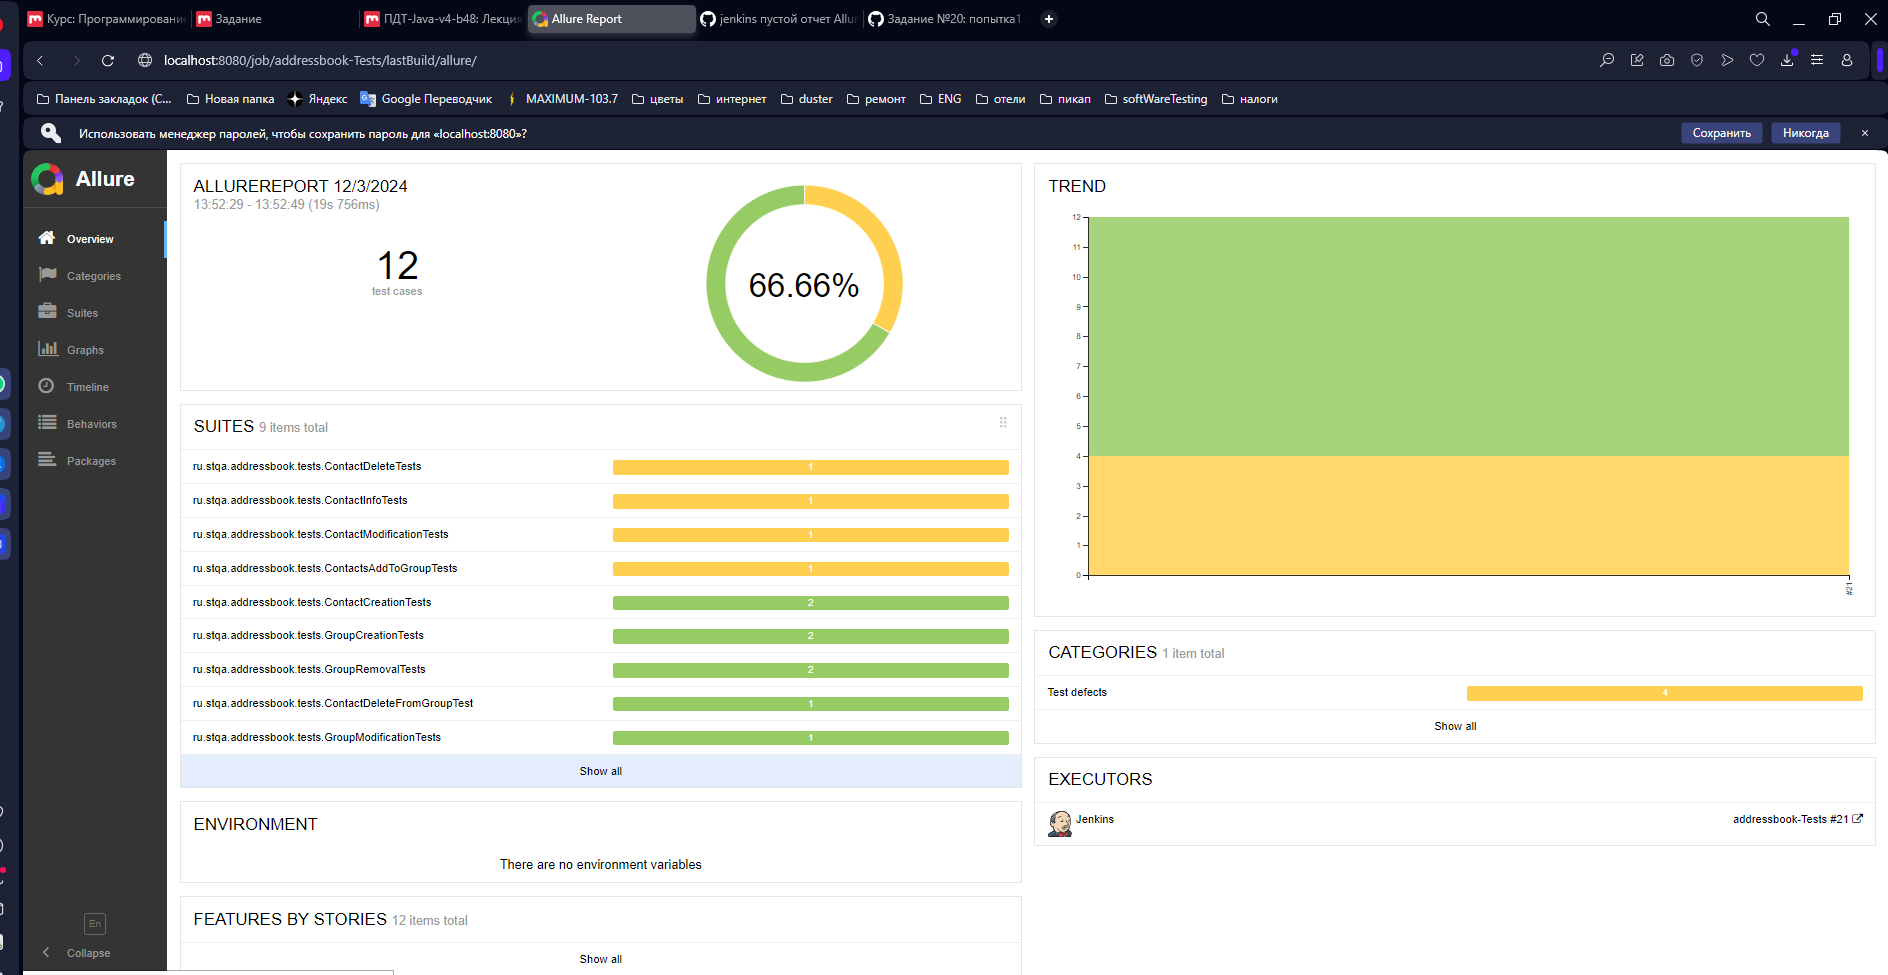 Курс: Программировани
Задание
ПДТ-Java-v4-b48: Лекция
Allure Report
jenkins пустой отчет Allur
Задание №20: попытка1
localhost:8080/job/addressbook-Tests/lastBuild/allure/
Панель закладок (С...
Новая папка
Яндекс
Google Переводчик
MAXIMUM-103.7
цветы
интернет
duster
ремонт
ENG
отели
пикап
softWareTesting
налоги
Использовать менеджер паролей, чтобы сохранить пароль для «localhost:8080»?
Сохранить
Никогда
Allure
Overview
Categories
Suites
Graphs
Timeline
Behaviors
Packages
En
Collapse
ALLUREREPORT 12/3/2024
13:52:29 - 13:52:49 (19s 756ms)
12
test cases
66.66%
SUITES 9 items total
ru.stqa.addressbook.tests.ContactDeleteTests 1
ru.stqa.addressbook.tests.ContactInfoTests 1
ru.stqa.addressbook.tests.ContactModificationTests 1
ru.stqa.addressbook.tests.ContactsAddToGroupTests 1
ru.stqa.addressbook.tests.ContactCreationTests 2
ru.stqa.addressbook.tests.GroupCreationTests 2
ru.stqa.addressbook.tests.GroupRemovalTests 2
ru.stqa.addressbook.tests.ContactDeleteFromGroupTest 1
ru.stqa.addressbook.tests.GroupModificationTests 1
Show all
ENVIRONMENT
There are no environment variables
FEATURES BY STORIES 12 items total
Show all
TREND
12
11
10
9
8
7
6
5
4
3
2
1
0
#21
CATEGORIES 1 item total
Test defects 4
Show all
EXECUTORS
Jenkins
addressbook-Tests #21